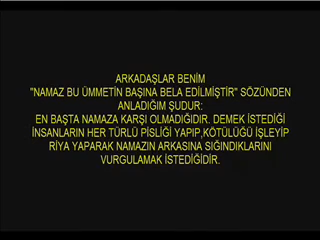 ARKADAŞLAR BENİM
"NAMAZ BU ÜMMETİN BAŞINA BELA EDİLMİŞTİR" SÖZÜNDEN
ANLADIĞIM ŞUDUR:
EN BAŞTA NAMAZA KARŞI OLMADIĞIDIR. DEMEK İSTEDİĞİ
İNSANLARIN HER TÜRLÜ PİSLİĞİ YAPIP,KÖTÜLÜĞÜ İŞLEYİP
RİYA YAPARAK NAMAZIN ARKASINA SIĞINDIKLARINI
VURGULAMAK İSTEDİĞİDİR.